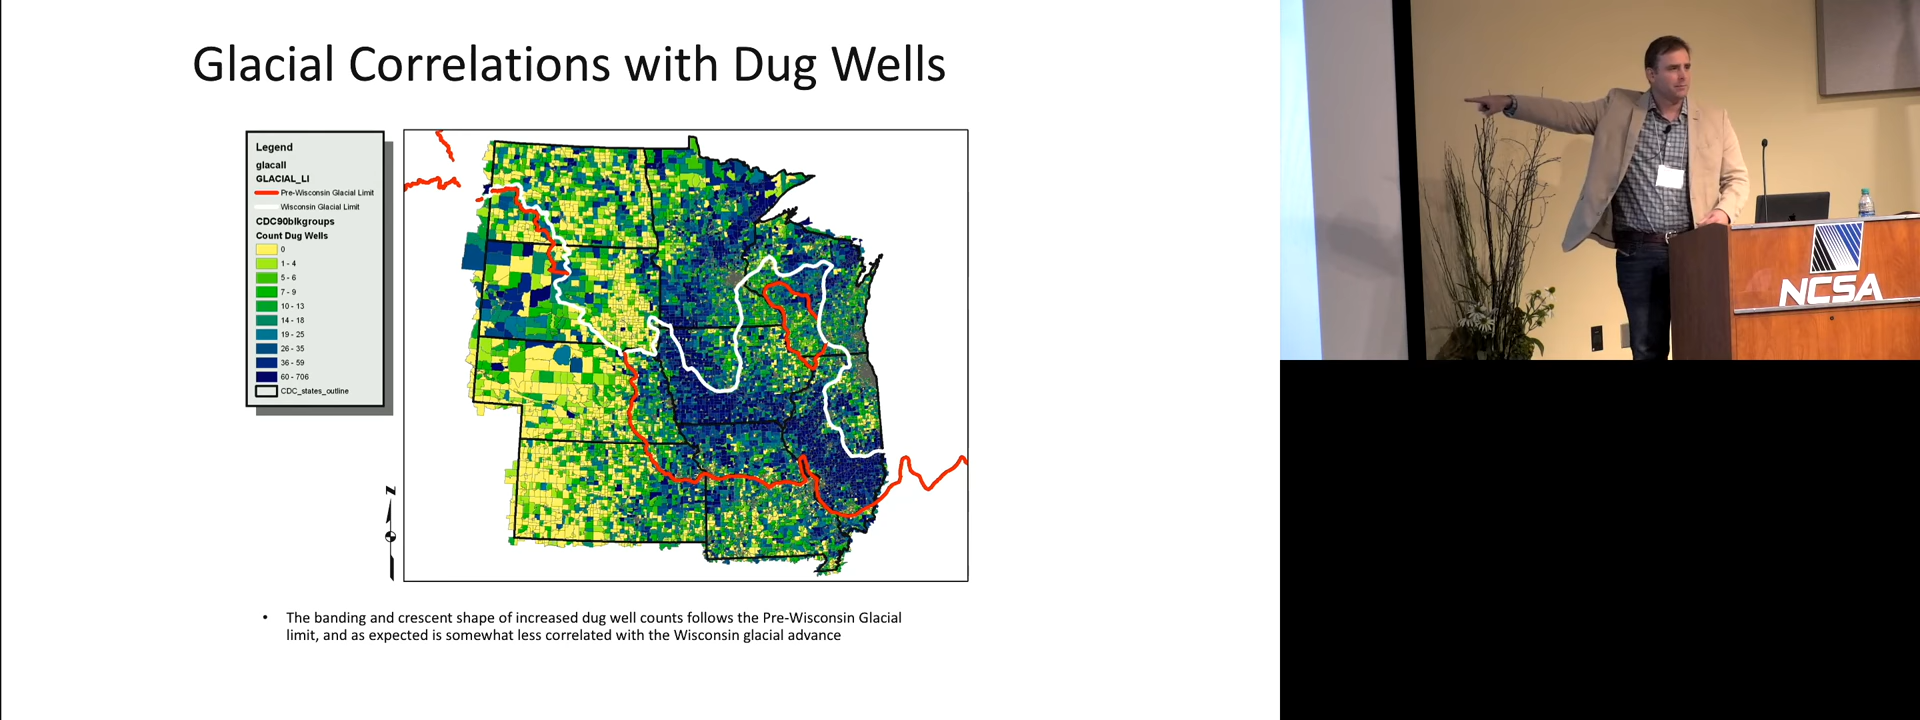 Glacial Correlations with Dug Wells
Legend
glacall
GLACIAL_LI
Pre-Wisconsin Glacial Limit
Wisconsin Glacial Limit
CDC90blkgroups
Count Dug Wells
0
1 - 4
5 - 6
7 - 9
10 - 13
14 - 18
19 - 25
26 - 35
36 - 59
60 - 706
CDC_states_outline
N
• The banding and crescent shape of increased dug well counts follows the Pre-Wisconsin Glacial
limit, and as expected is somewhat less correlated with the Wisconsin glacial advance
NCSA